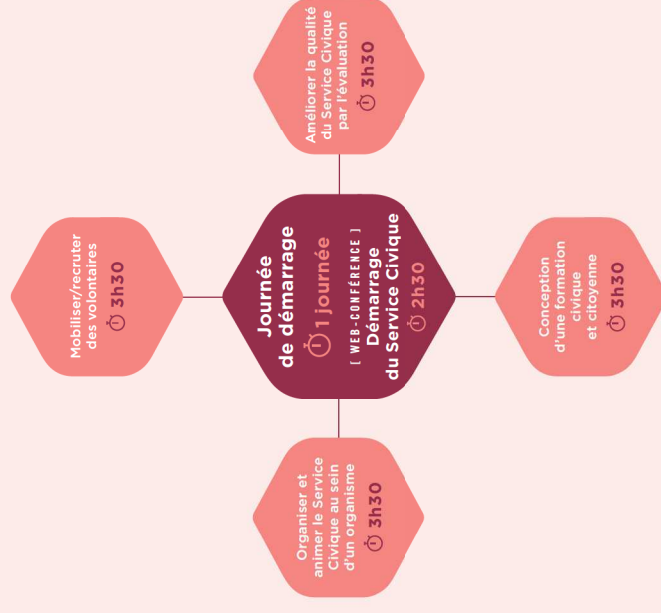 Mobiliser/recruter
des volontaires
3h30
Améliorer la qualité
du Service Civique
par l'évaluation
3h30
Journée
de démarrage
1 journée
[ WEB-CONFÉRENCE ]
Démarrage
du Service Civique
2h30
Organiser et
animer le Service
Civique au sein
d'un organisme
3h30
Conception
d'une formation
civique
et citoyenne
3h30